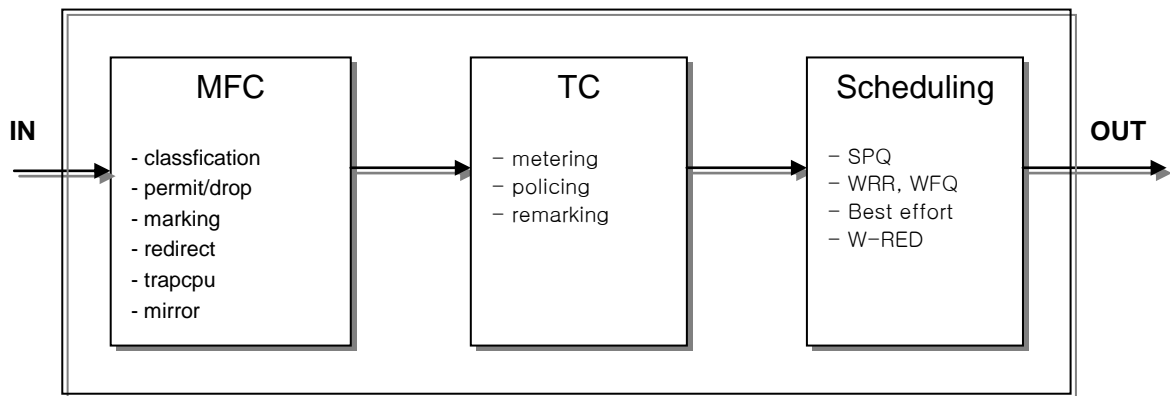 IN
MFC
- classfication
- permit/drop
- marking
- redirect
- trapcpu
- mirror
TC
- metering
- policing
- remarking
Scheduling
- SPQ
- WRR, WFQ
- Best effort
- W-RED
OUT